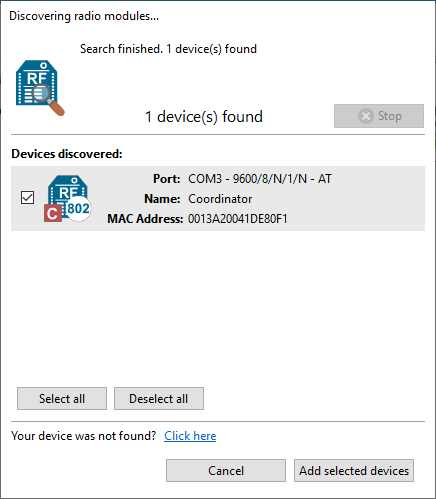 Discovering radio modules...
Search finished. 1 device(s) found
RF
1 device(s) found
Stop
Devices discovered:
RF
C 802
Port: COM3 - 9600/8/N/1/N - AT
Name: Coordinator
MAC Address: 0013A20041DE80F1
Select all Deselect all
Your device was not found? Click here
Cancel Add selected devices